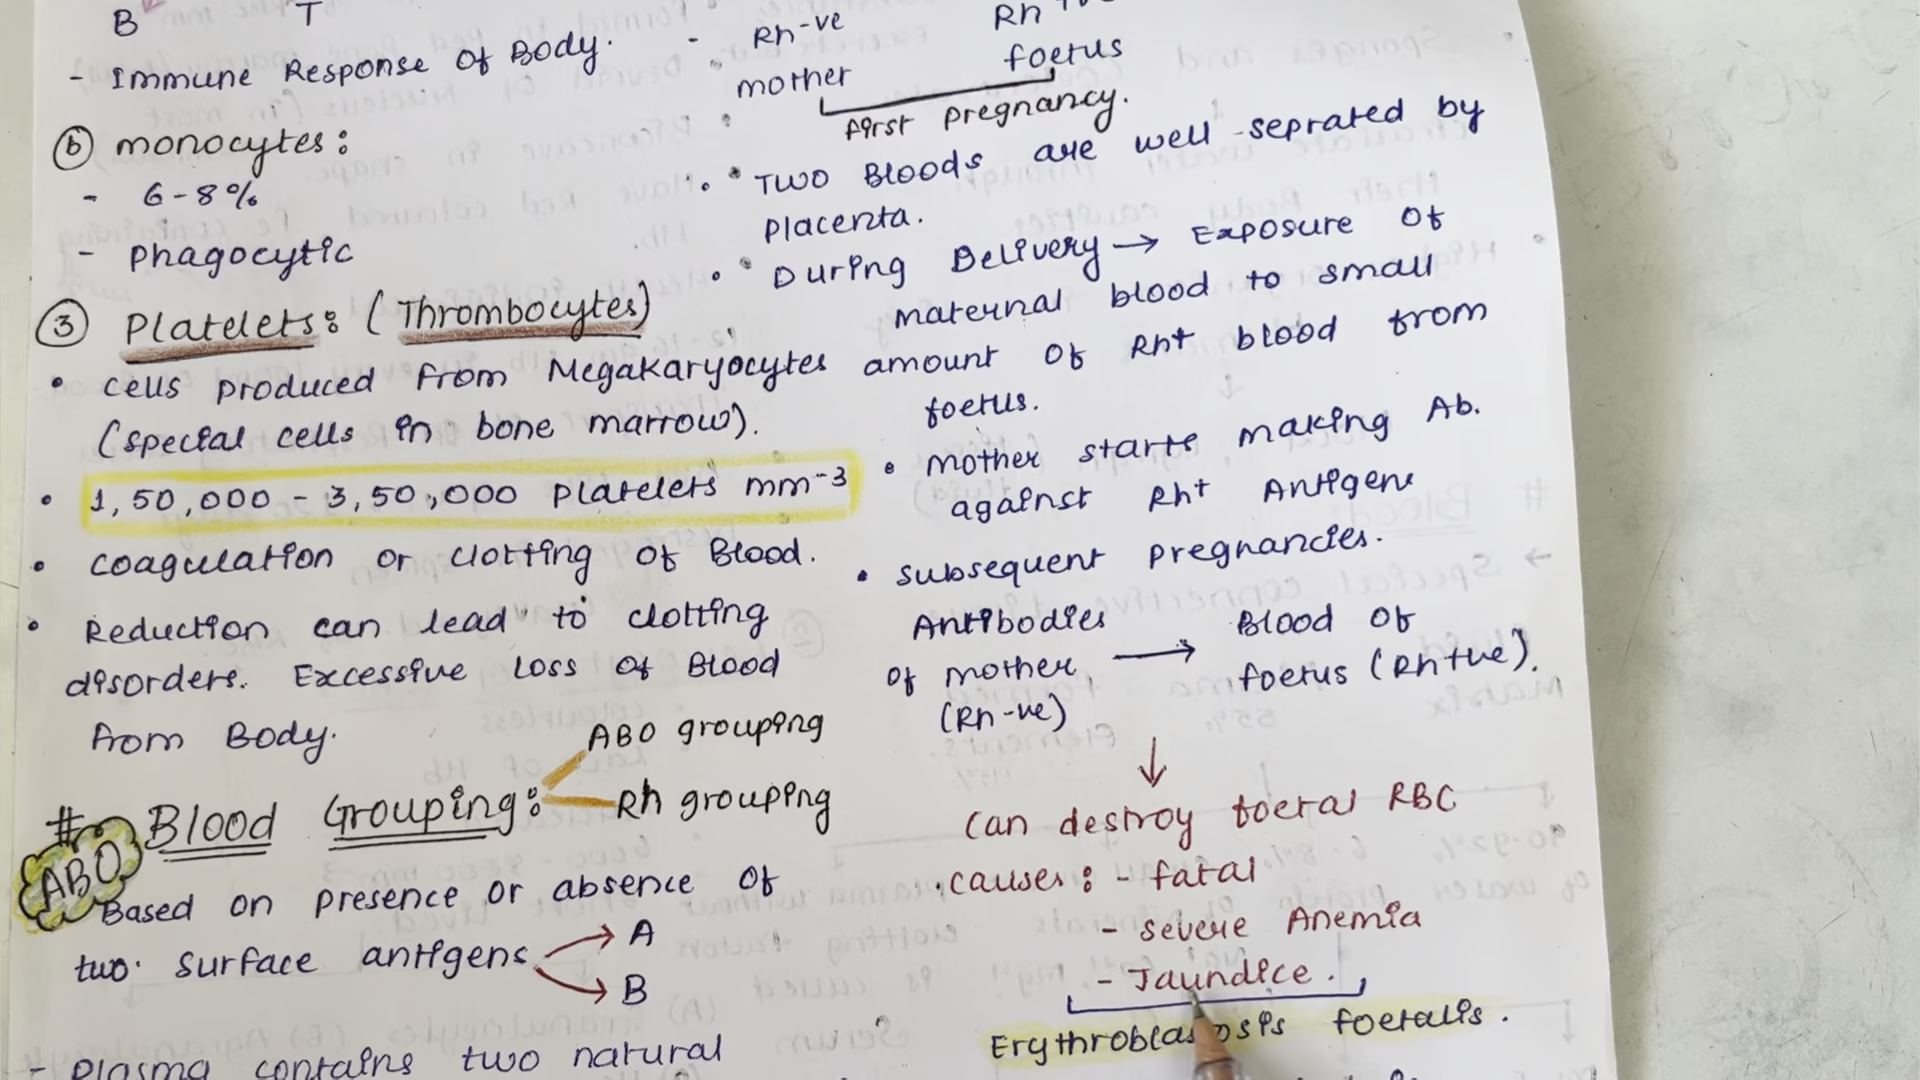 B T
- Immune Response Of Body.
ⓑ monocytes:
- 6-8%
- Phagocytic
③ Platelets: (Thrombocytes)
• cells produced from Megakaryocytes
(special cells in bone marrow).
• 1,50,000 - 3,50,000 Platelets mm-3
• coagulation or clotting of Blood.
• Reduction can lead to clotting
disorders. Excessive Loss of Blood
from Body.
# Blood Grouping:
ABO grouping
Rh grouping
ABO
Based on presence or absence of
two surface antigens
A
B
- Plasma contains two natural
- Rh-ve
mother
Rh
foetus
first pregnancy.
• Two Bloods are well seprated by
placenta.
• During Delivery → Exposure of
maternal blood to small
amount of Rh+ blood from
foetus.
• mother starts making Ab.
against Rh+ Antigen
• subsequent pregnancies.
Antibodies
of mother
(Rh-ve)
→ Blood of
foetus (Rh+ve).
↓
can destroy foetal RBC
• causes: - fatal
- severe Anemia
- Jaundice.
Erythroblastosis foetalis.